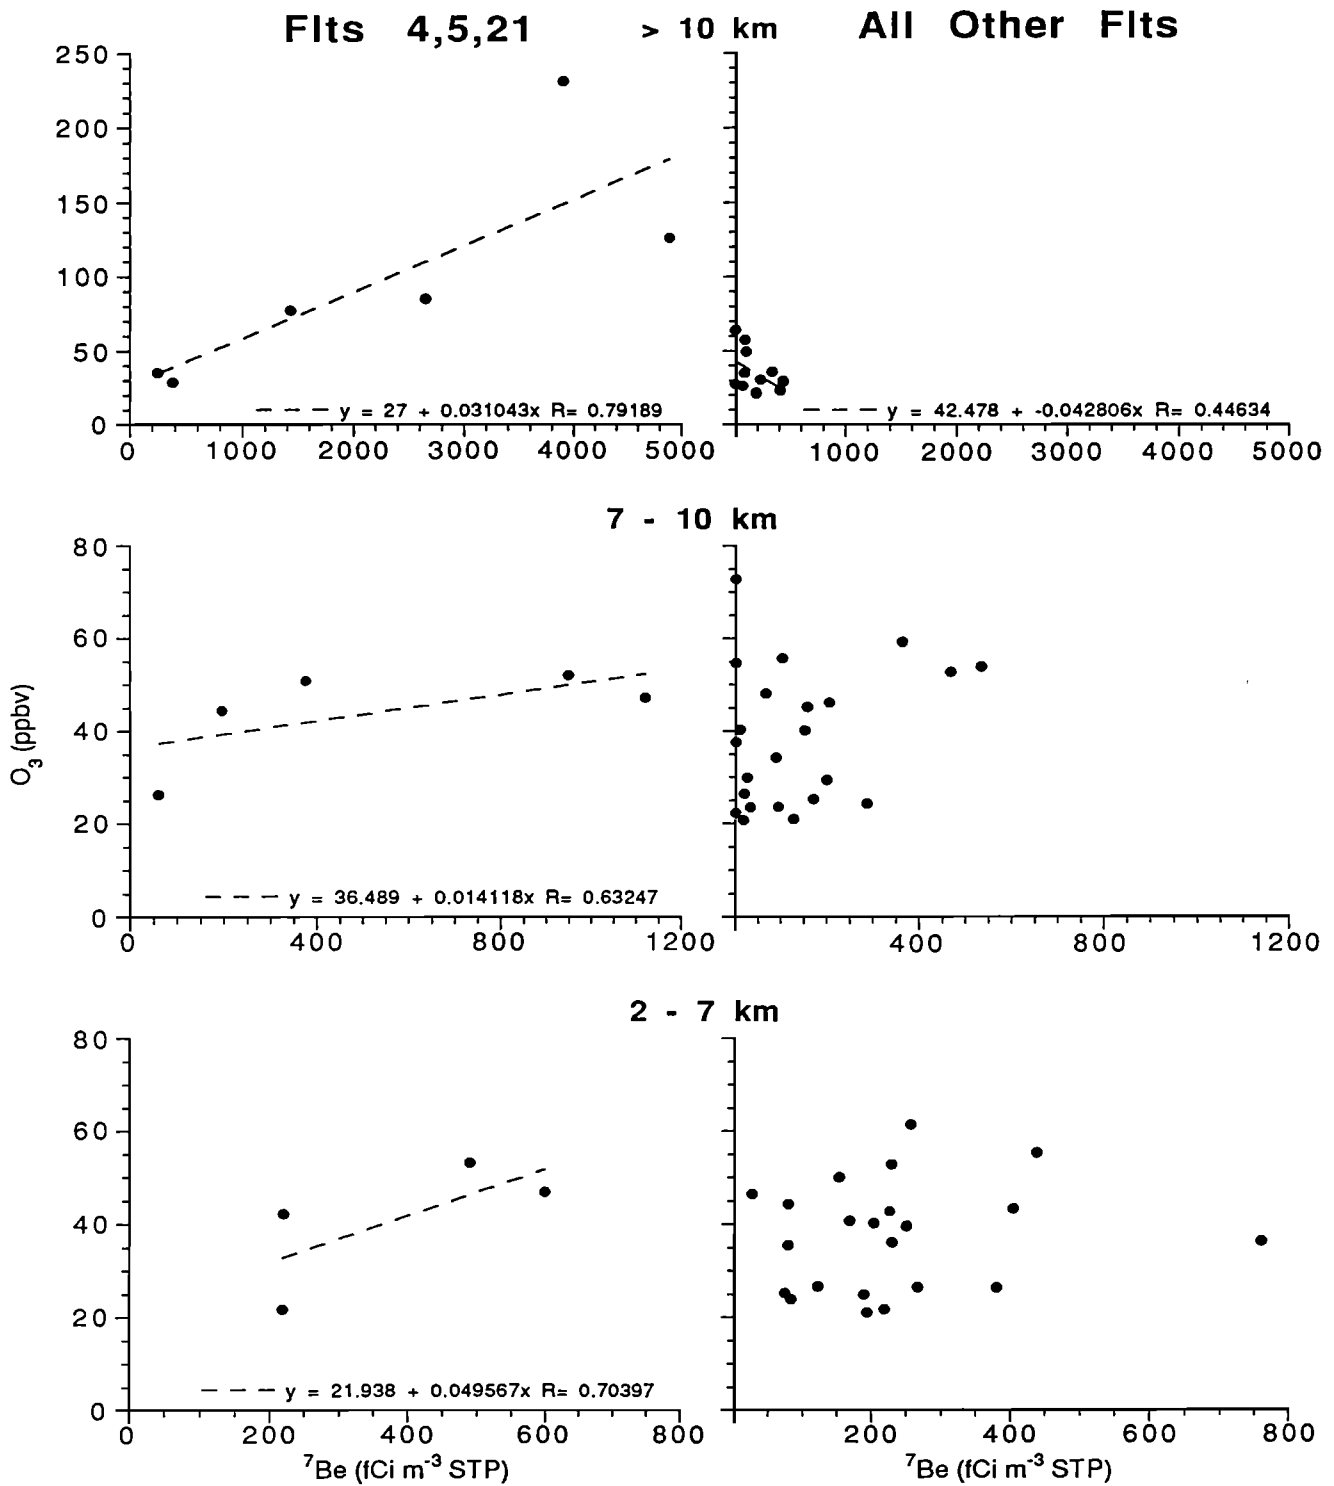 Flts 4,5,21 > 10 km All Other Flts
250
200
150
100
50
0
y = 27 + 0.031043x R= 0.79189
y = 42.478 + -0.042806x R= 0.44634
0 1000 2000 3000 4000 5000
1000 2000 3000 4000 5000
7 - 10 km
80
60
40
20
0
O3 (ppbv)
y = 36.489 + 0.014118x R= 0.63247
0 400 800 1200
400 800 1200
2 - 7 km
80
60
40
20
0
y = 21.938 + 0.049567x R= 0.70397
0 200 400 600 800
200 400 600 800
7Be (fCi m-3 STP)
7Be (fCi m-3 STP)